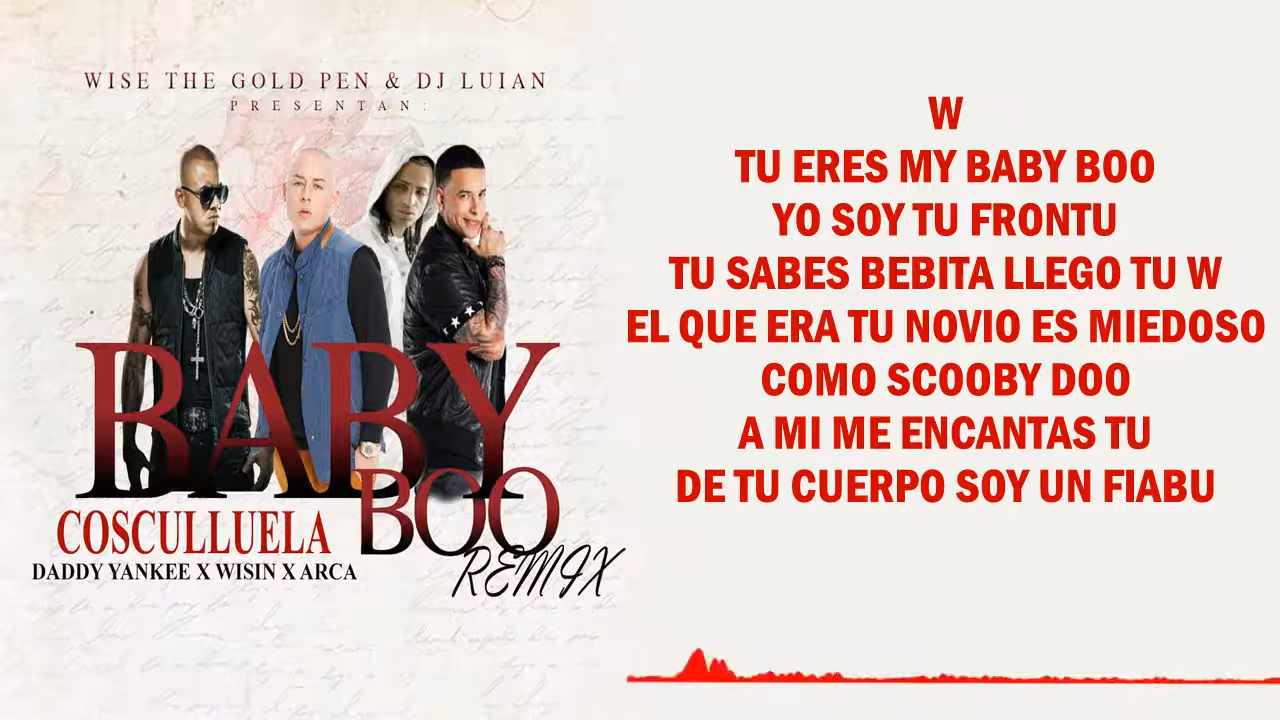 WISE THE GOLD PEN & DJ LUIAN
PRESENTAN:
BABY
BOO
REMIX
COSCULLUELA
DADDY YANKEE X WISIN X ARCA
W
TU ERES MY BABY BOO
YO SOY TU FRONTU
TU SABES BEBITA LLEGO TU W
EL QUE ERA TU NOVIO ES MIEDOSO
COMO SCOOBY DOO
A MI ME ENCANTAS TU
DE TU CUERPO SOY UN FIABU